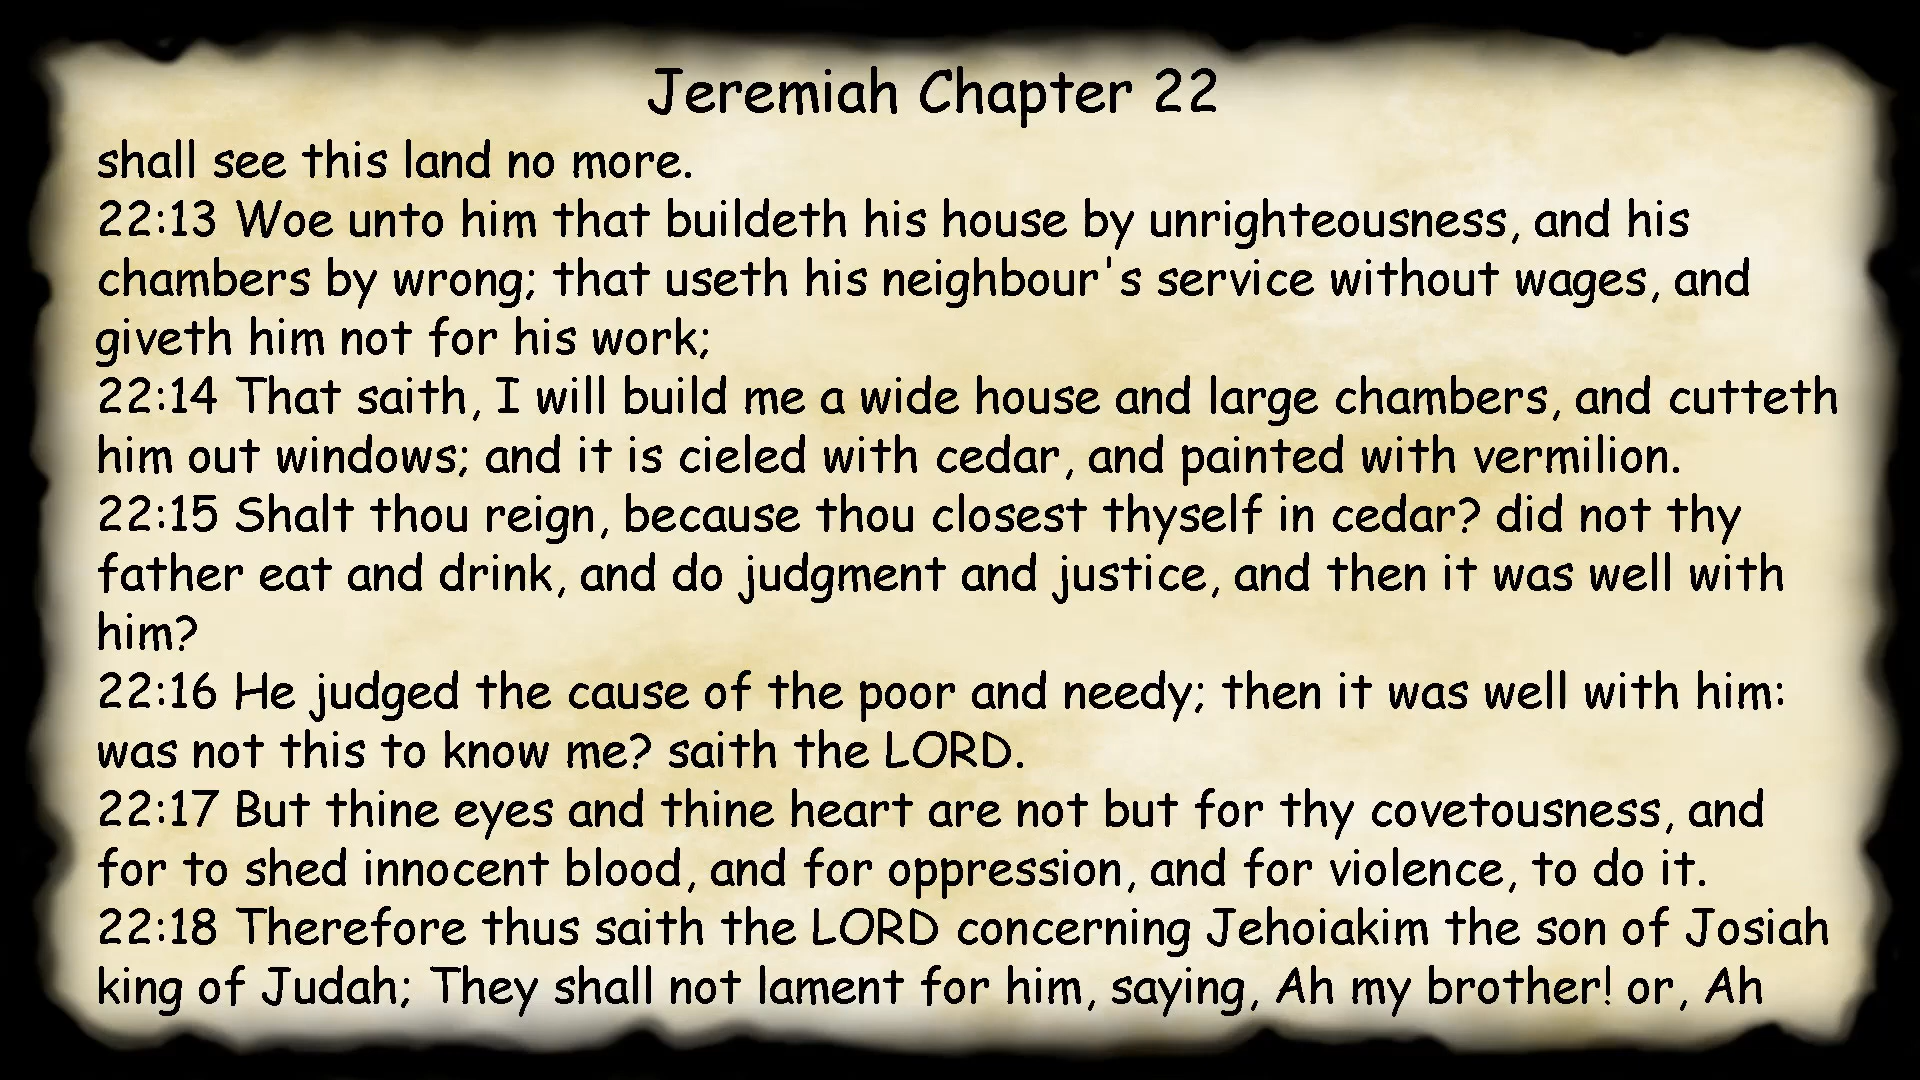 Jeremiah Chapter 22
shall see this land no more.
22:13 Woe unto him that buildeth his house by unrighteousness, and his
chambers by wrong; that useth his neighbour's service without wages, and
giveth him not for his work;
22:14 That saith, I will build me a wide house and large chambers, and cutteth
him out windows; and it is cieled with cedar, and painted with vermilion.
22:15 Shalt thou reign, because thou closest thyself in cedar? did not thy
father eat and drink, and do judgment and justice, and then it was well with
him?
22:16 He judged the cause of the poor and needy; then it was well with him:
was not this to know me? saith the LORD.
22:17 But thine eyes and thine heart are not but for thy covetousness, and
for to shed innocent blood, and for oppression, and for violence, to do it.
22:18 Therefore thus saith the LORD concerning Jehoiakim the son of Josiah
king of Judah; They shall not lament for him, saying, Ah my brother! or, Ah